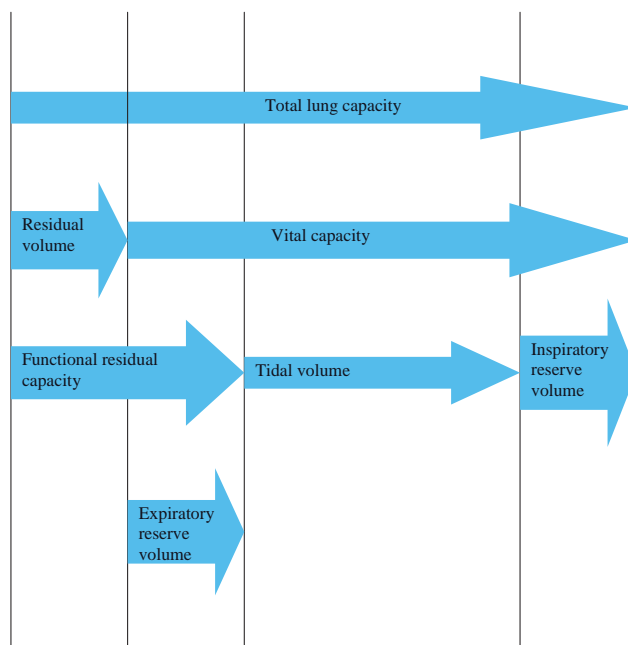 Total lung capacity
Residual
volume
Vital capacity
Functional residual
capacity
Tidal volume
Inspiratory
reserve
volume
Expiratory
reserve
volume